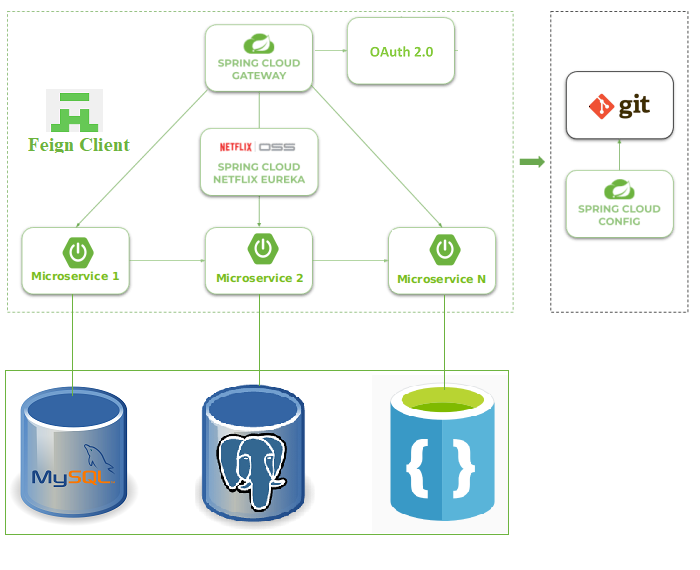 SPRING CLOUD
GATEWAY
OAuth 2.0
git
Feign Client
NETFLIX OSS
SPRING CLOUD
NETFLIX EUREKA
SPRING CLOUD
CONFIG
Microservice 1
Microservice 2
Microservice N
MySQL
{ }